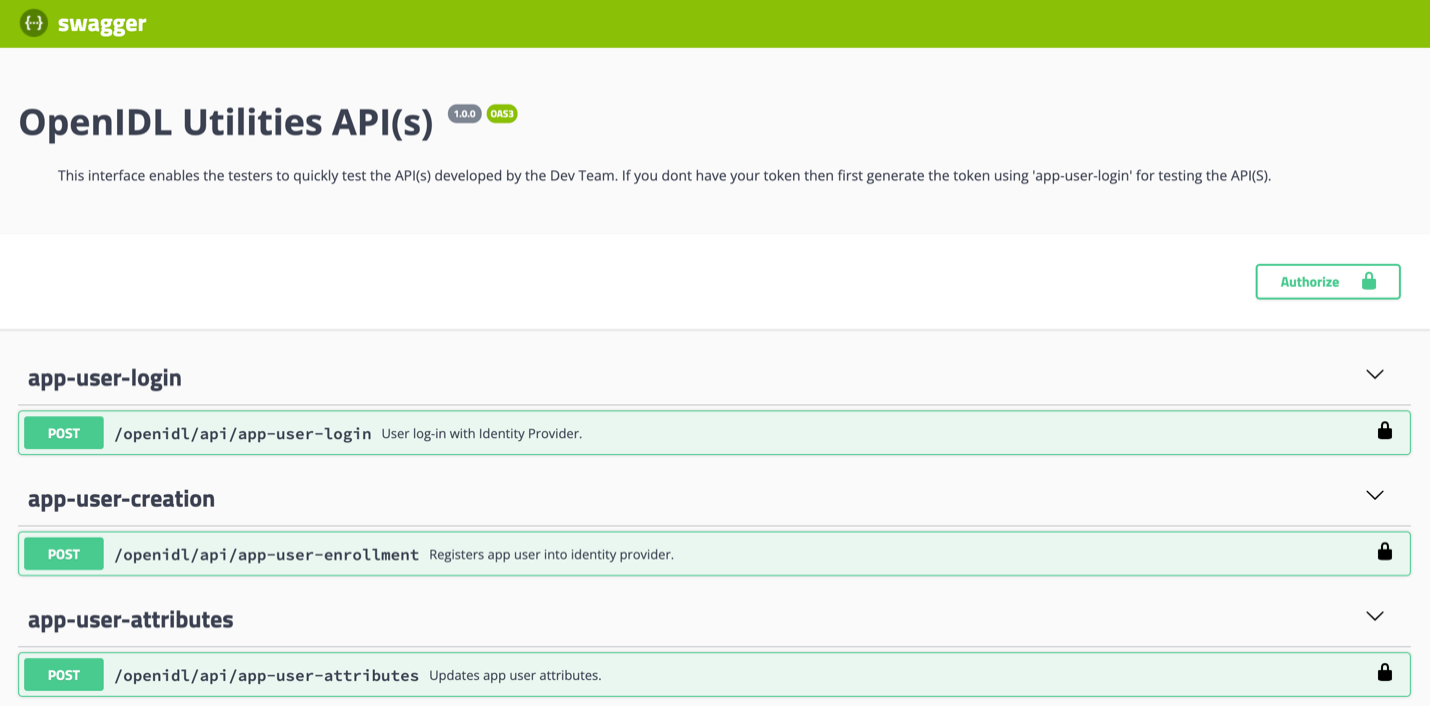 {···} swagger
OpenIDL Utilities API(s) 1.0.0 OAS3
This interface enables the testers to quickly test the API(s) developed by the Dev Team. If you dont have your token then first generate the token using 'app-user-login' for testing the API(S).
Authorize
app-user-login
POST /openidl/api/app-user-login User log-in with Identity Provider.
app-user-creation
POST /openidl/api/app-user-enrollment Registers app user into identity provider.
app-user-attributes
POST /openidl/api/app-user-attributes Updates app user attributes.